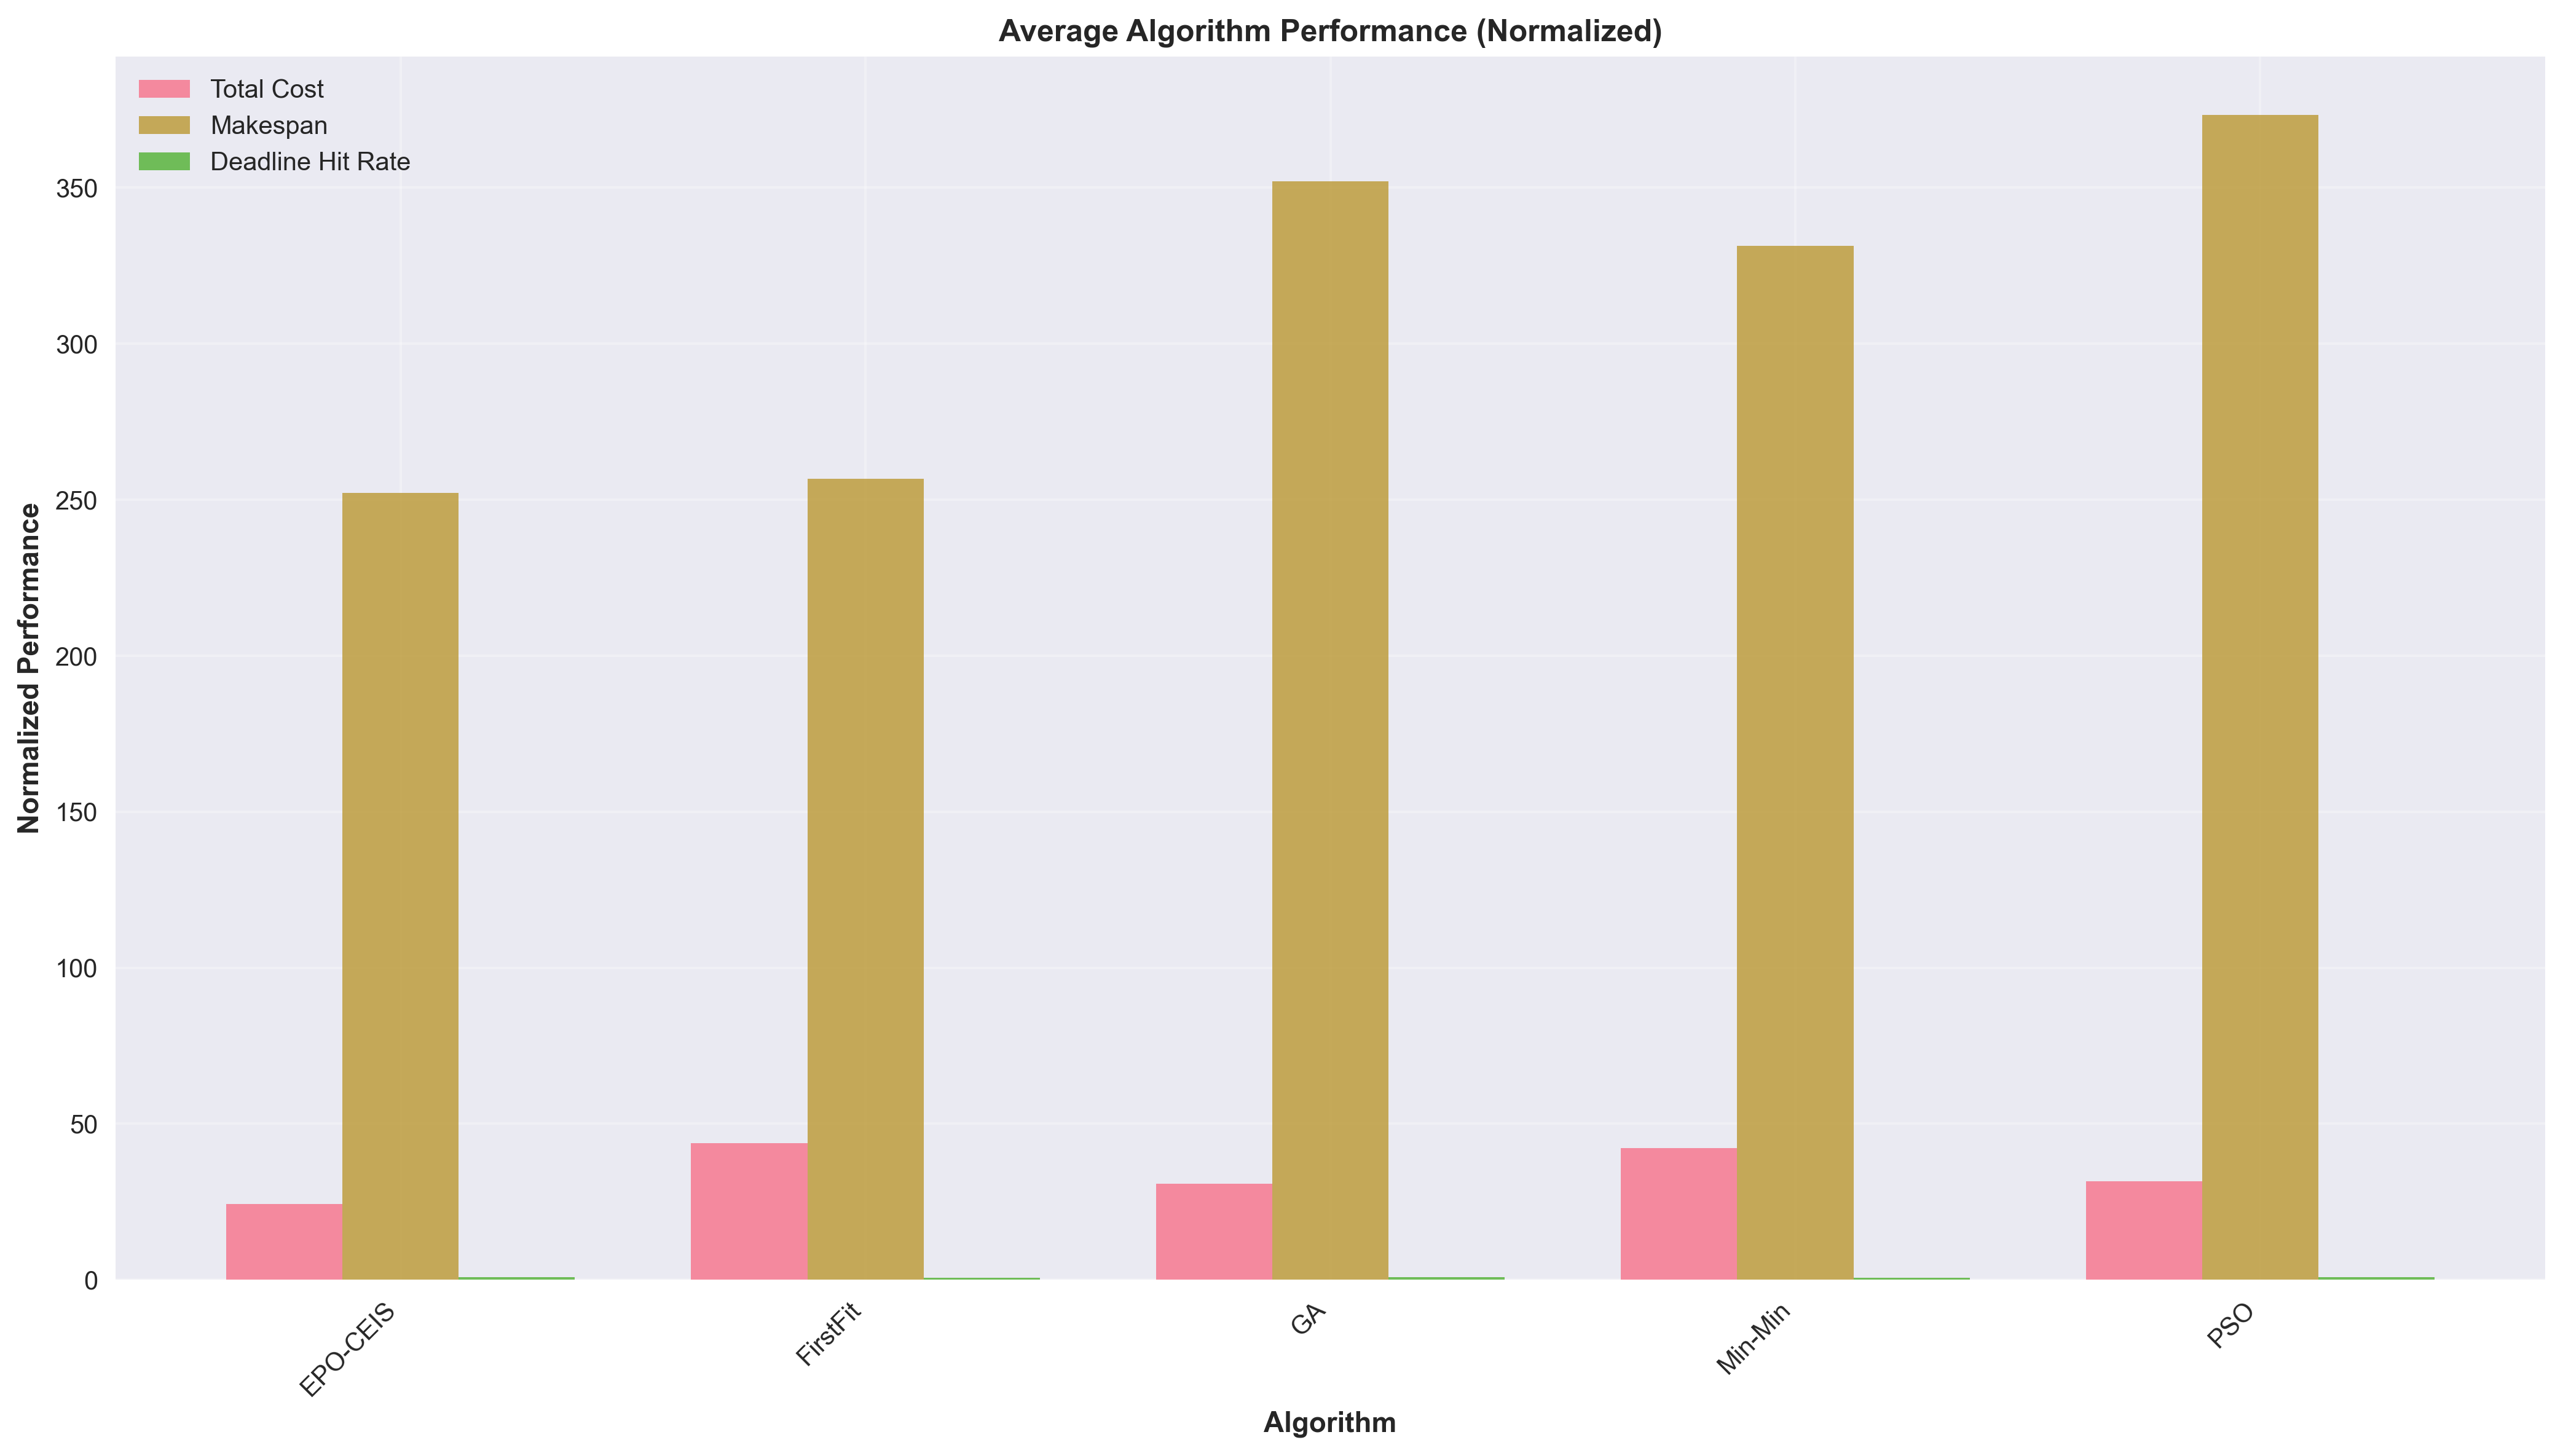 Average Algorithm Performance (Normalized)
Total Cost
Makespan
Deadline Hit Rate
350
300
250
200
150
100
50
0
Normalized Performance
EPO-CEIS
FirstFit
GA
Min-Min
PSO
Algorithm